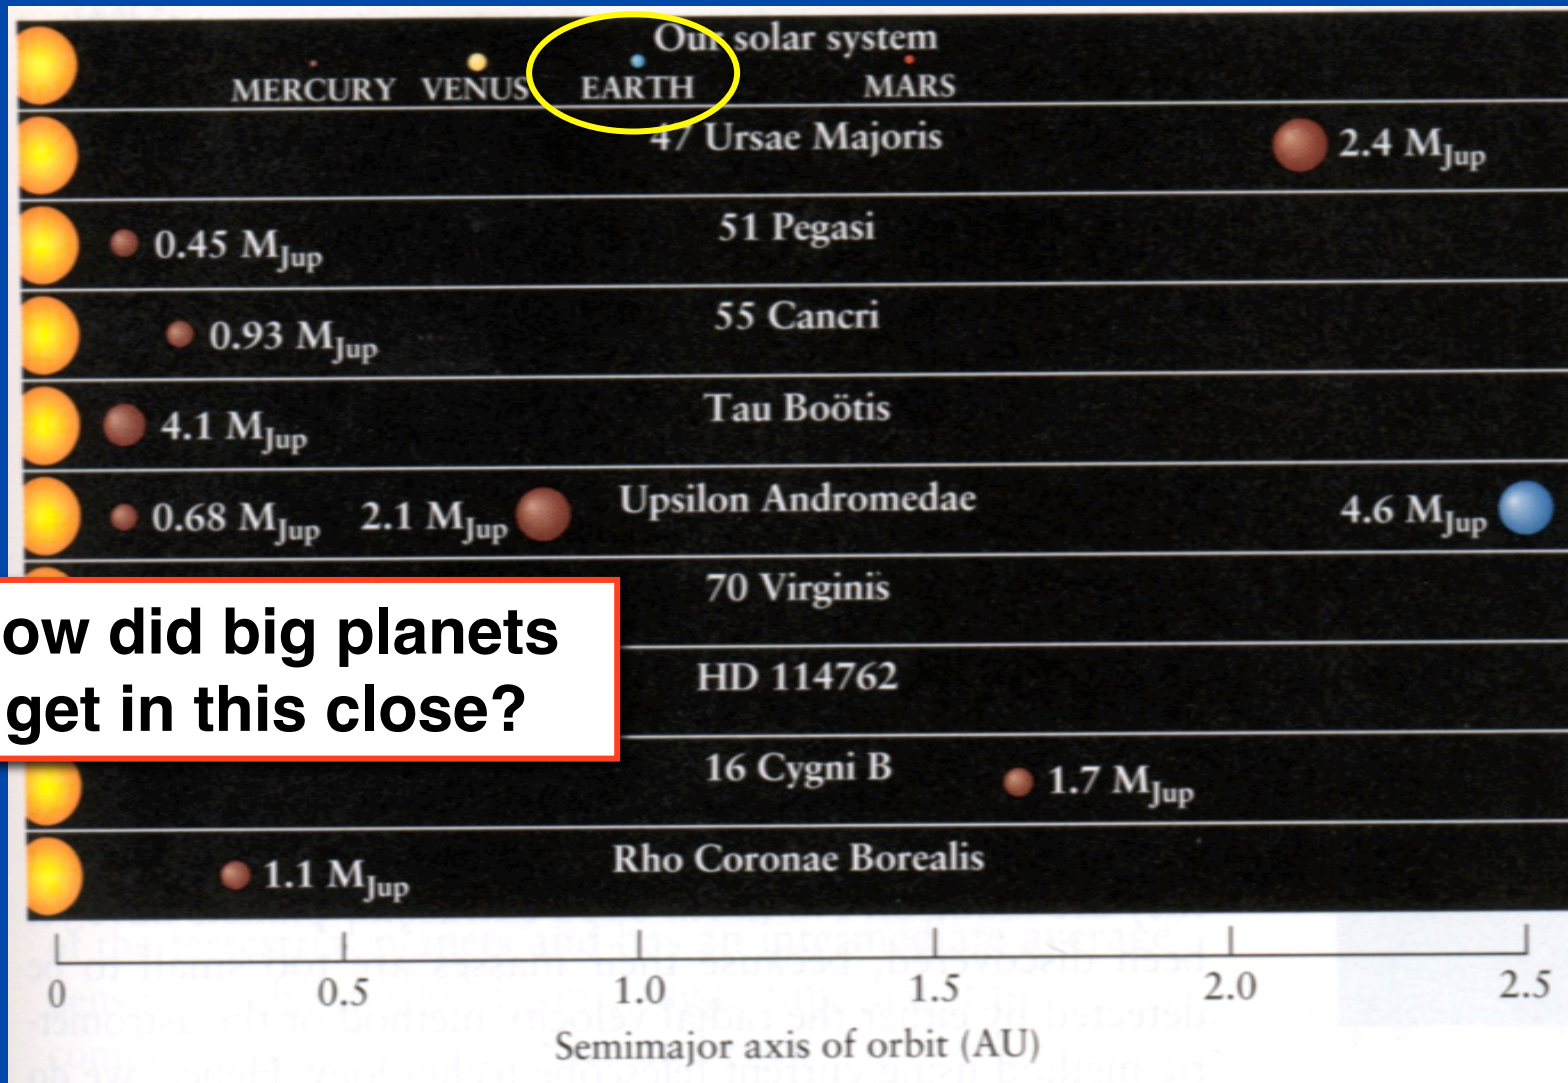 Our solar system
MERCURY VENUS EARTH MARS
47 Ursae Majoris
2.4 MJup
51 Pegasi
0.45 MJup
55 Cancri
0.93 MJup
Tau Boötis
4.1 MJup
Upsilon Andromedae
0.68 MJup 2.1 MJup 4.6 MJup
70 Virginis
ow did big planets
get in this close?
HD 114762
16 Cygni B
1.7 MJup
Rho Coronae Borealis
1.1 MJup
0 0.5 1.0 1.5 2.0 2.5
Semimajor axis of orbit (AU)